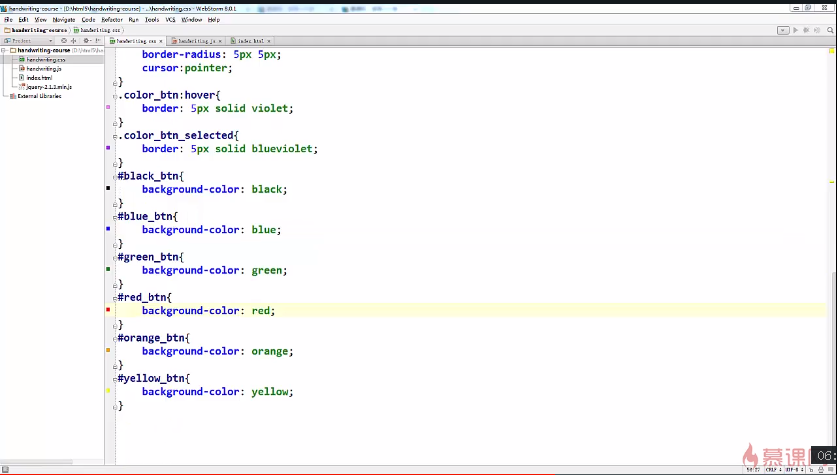 handwriting-course - [D:\html5\handwriting-course] - ...\handwriting.css - WebStorm 8.0.1
File Edit View Navigate Code Refactor Run Tools VCS Window Help
handwriting-course handwriting.css
Project
handwriting.css handwriting.js index.html
handwriting-course
handwriting.css
handwriting.js
index.html
jquery-2.1.3.min.js
External Libraries
border-radius: 5px 5px;
cursor:pointer;
}
.color_btn:hover{
border: 5px solid violet;
}
.color_btn_selected{
border: 5px solid blueviolet;
}
#black_btn{
background-color: black;
}
#blue_btn{
background-color: blue;
}
#green_btn{
background-color: green;
}
#red_btn{
background-color: red;
}
#orange_btn{
background-color: orange;
}
#yellow_btn{
background-color: yellow;
}
慕课网
06